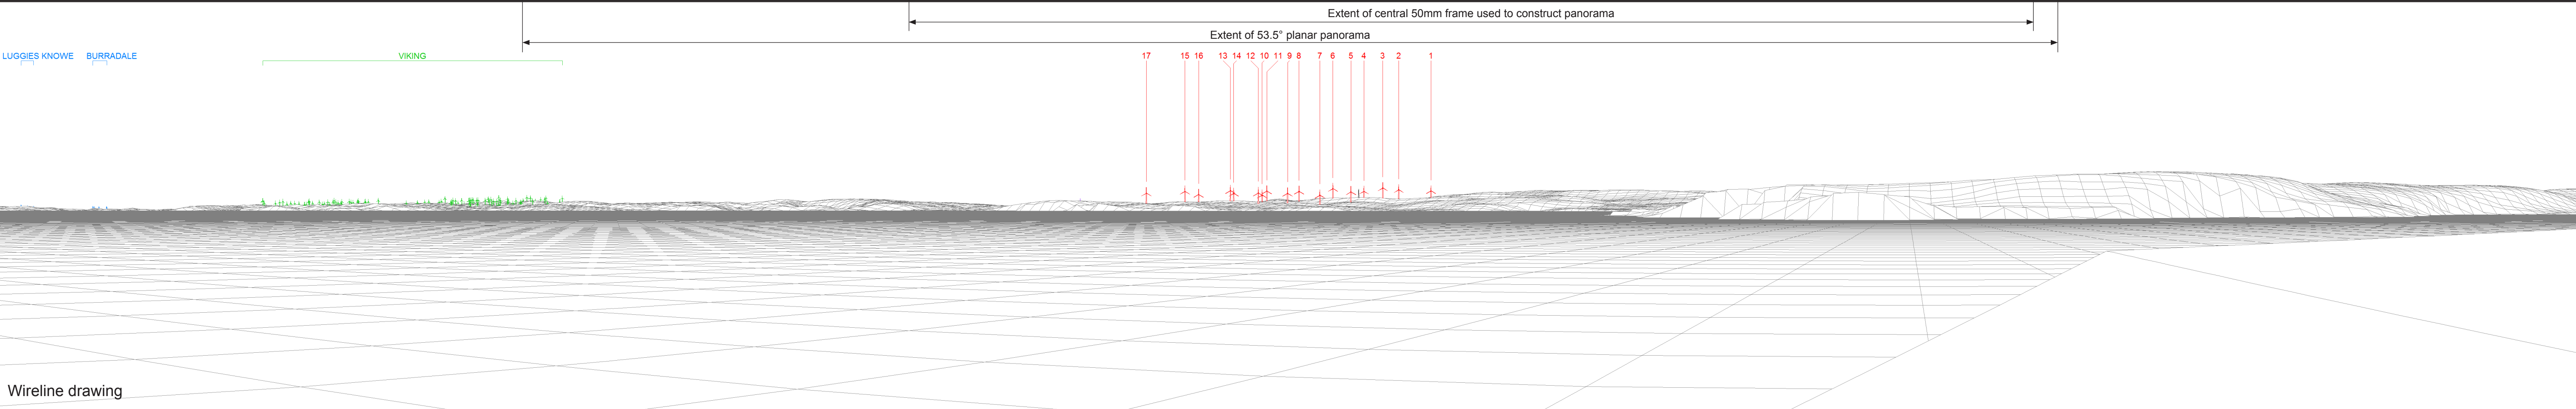 Extent of central 50mm frame used to construct panorama
Extent of 53.5° planar panorama
LUGGIES KNOWE BURRADALE VIKING 17 15 16 13 14 12 10 11 9 8 7 6 5 4 3 2 1
Wireline drawing